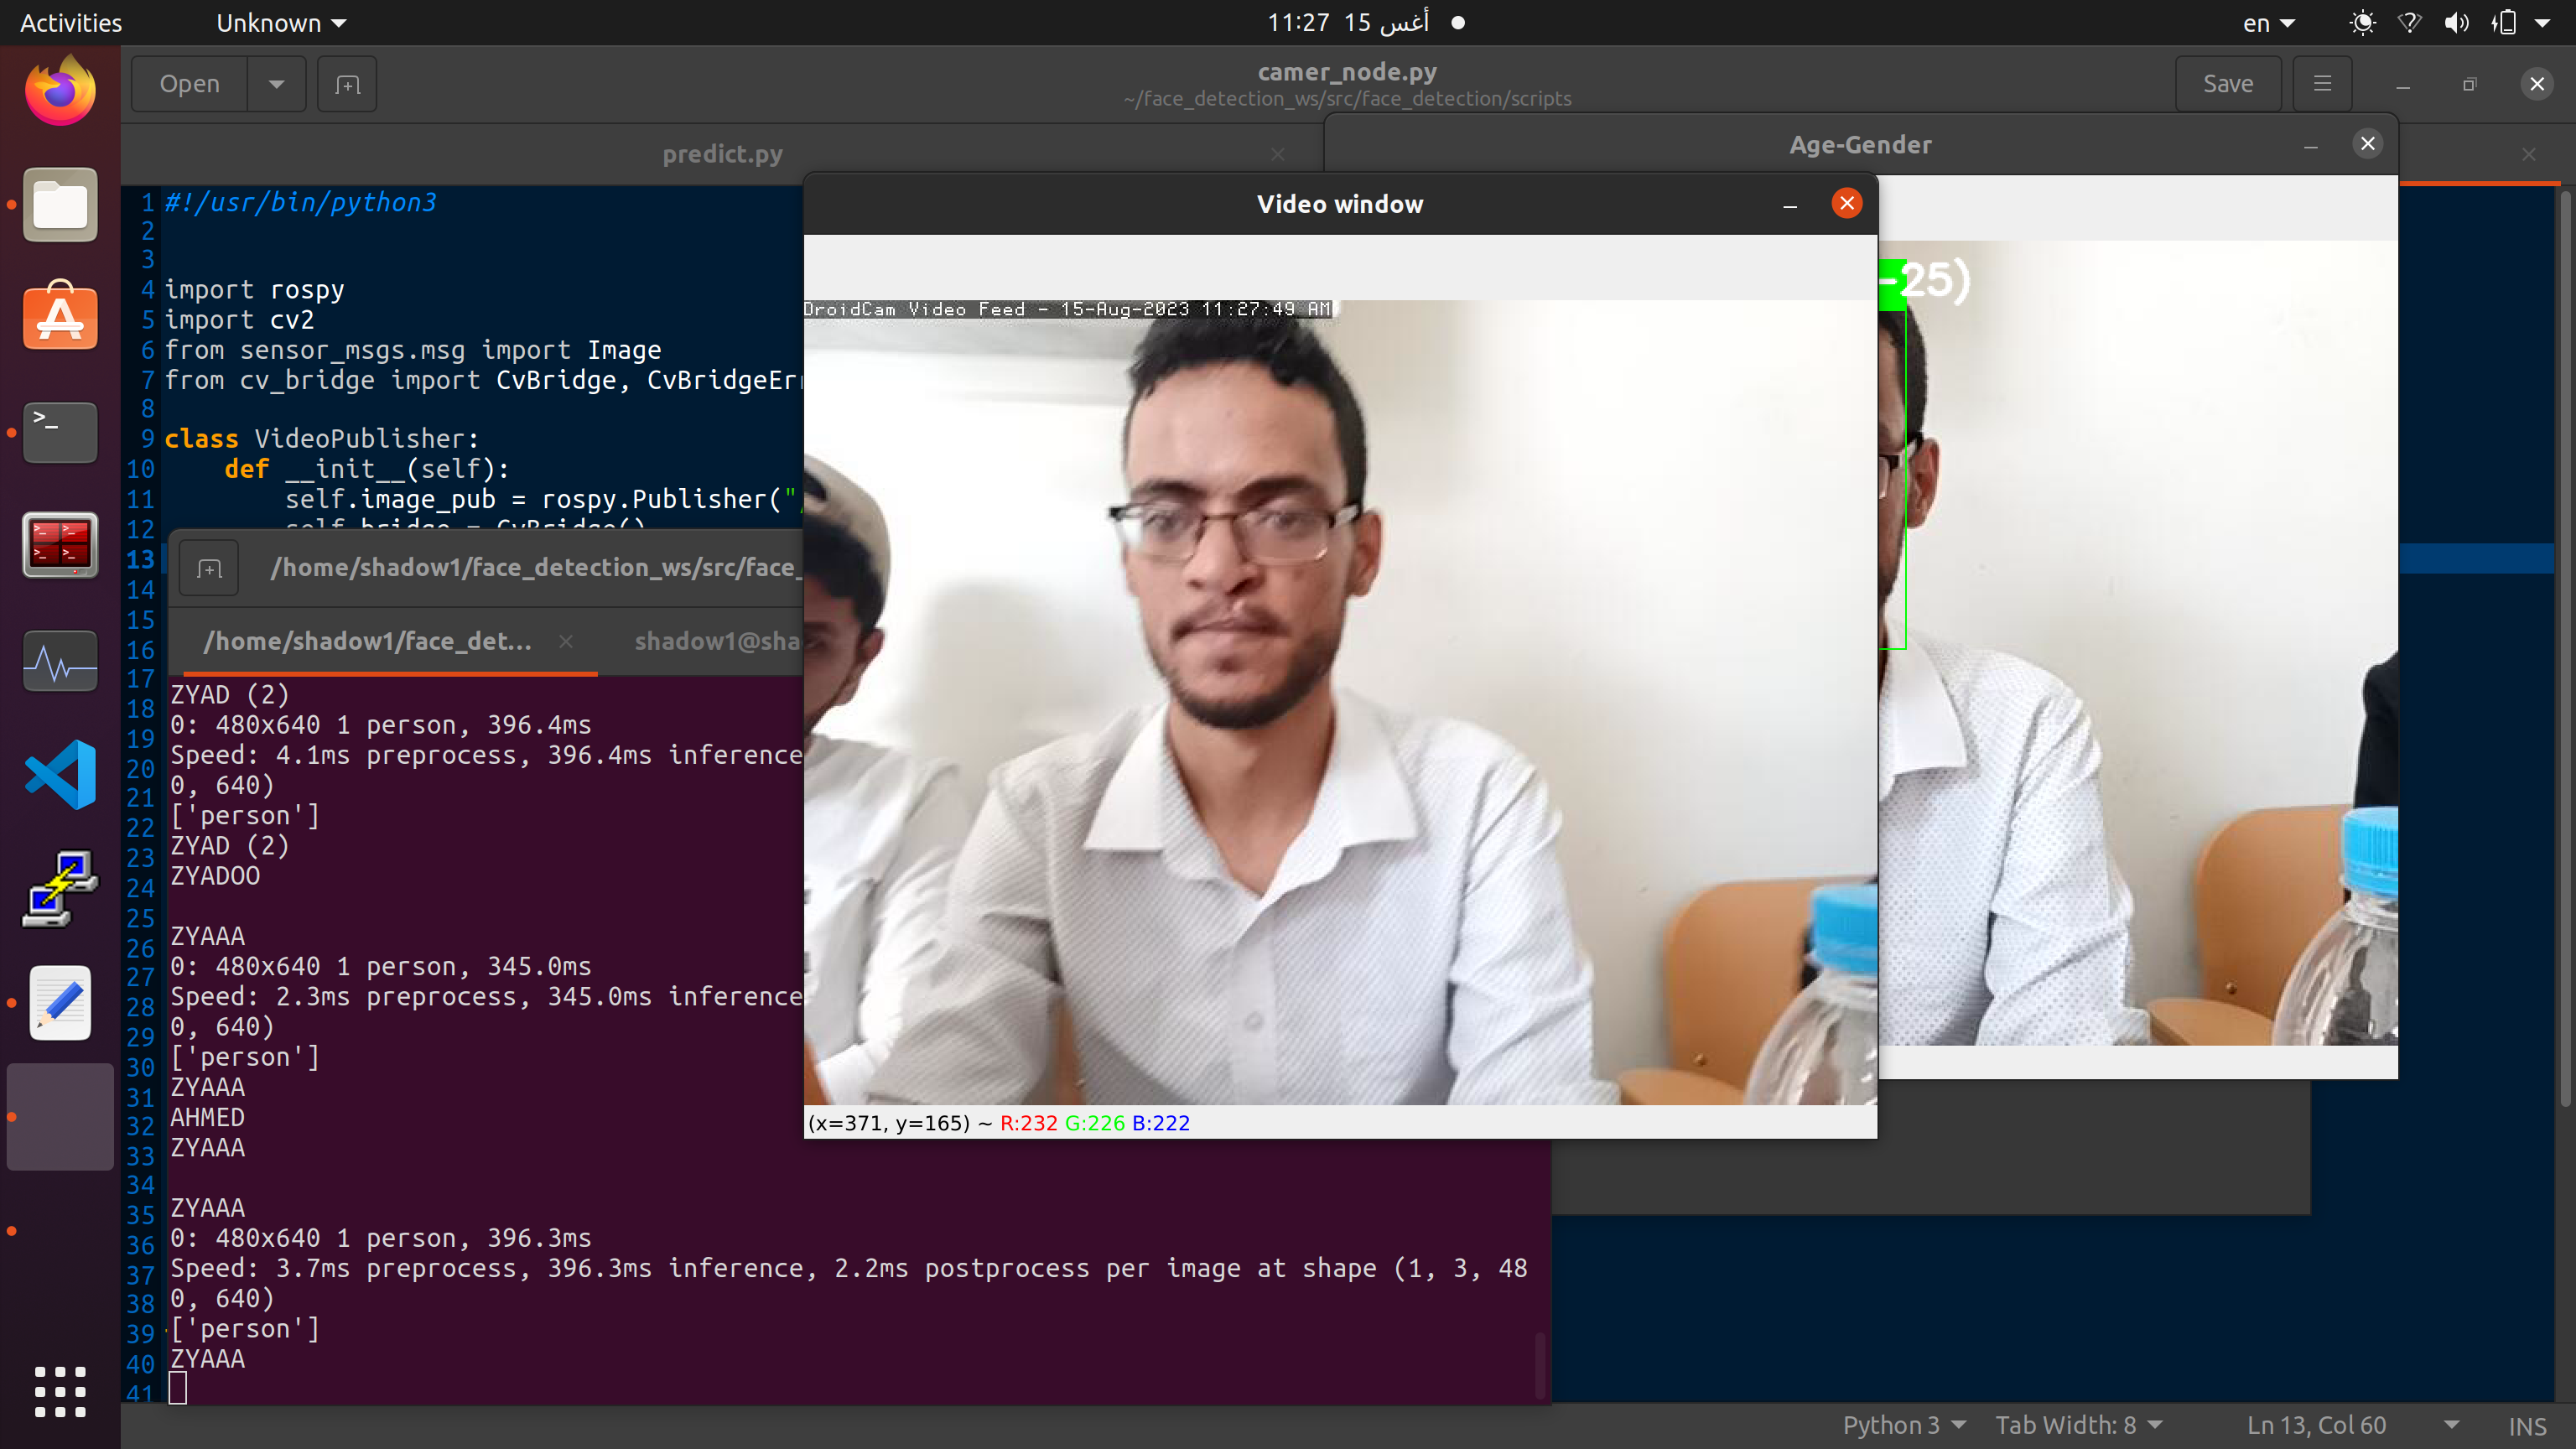 Activities
Unknown
11:27 15 أغس
en
Open
camer_node.py
~/face_detection_ws/src/face_detection/scripts
Save
predict.py
Age-Gender
Video window
1 #!/usr/bin/python3
2
3
4 import rospy
5 import cv2
6 from sensor_msgs.msg import Image
7 from cv_bridge import CvBridge, CvBridgeEr
8
9 class VideoPublisher:
10 def __init__(self):
11 self.image_pub = rospy.Publisher("
12 self.bridge = CvBridge()
13
14
15
16
17
18
19
20
21
22
23
24
25
26
27
28
29
30
31
32
33
34
35
36
37
38
39
40
41
/home/shadow1/face_detection_ws/src/face_
/home/shadow1/face_det...
shadow1@sha
ZYAD (2)
0: 480x640 1 person, 396.4ms
Speed: 4.1ms preprocess, 396.4ms inference
0, 640)
['person']
ZYAD (2)
ZYADOO
ZYAAA
0: 480x640 1 person, 345.0ms
Speed: 2.3ms preprocess, 345.0ms inference
0, 640)
['person']
ZYAAA
AHMED
ZYAAA
ZYAAA
0: 480x640 1 person, 396.3ms
Speed: 3.7ms preprocess, 396.3ms inference, 2.2ms postprocess per image at shape (1, 3, 48
0, 640)
['person']
ZYAAA
DroidCam Video Feed - 15-Aug-2023 11:27:49 AM
-25)
(x=371, y=165) ~ R:232 G:226 B:222
Python 3
Tab Width: 8
Ln 13, Col 60
INS